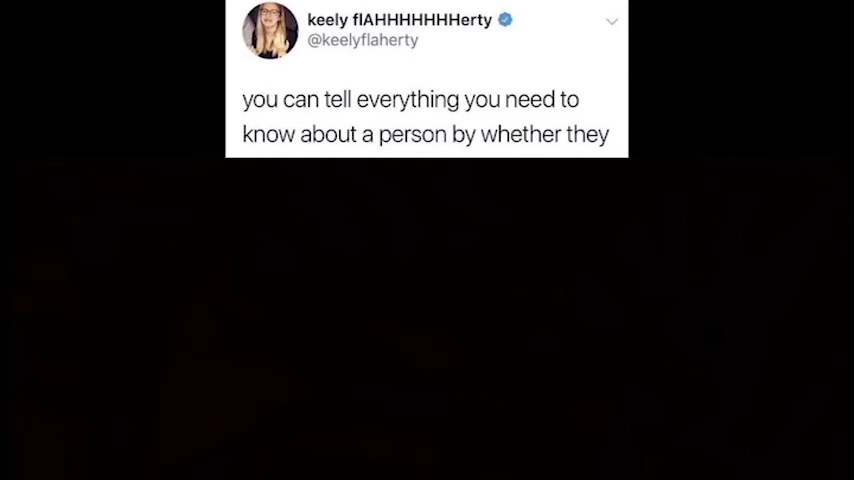 keely flAHHHHHHHerty
@keelyflaherty
you can tell everything you need to
know about a person by whether they